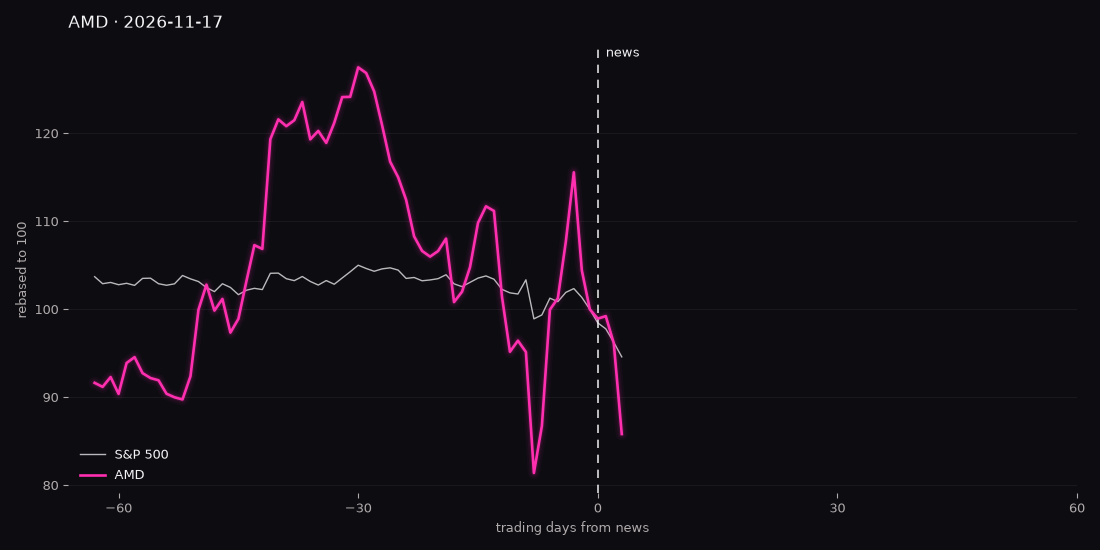 AMD · 2026-11-17
news
120
110
100
90
80
rebased to 100
S&P 500
AMD
−60
−30
0
30
60
trading days from news